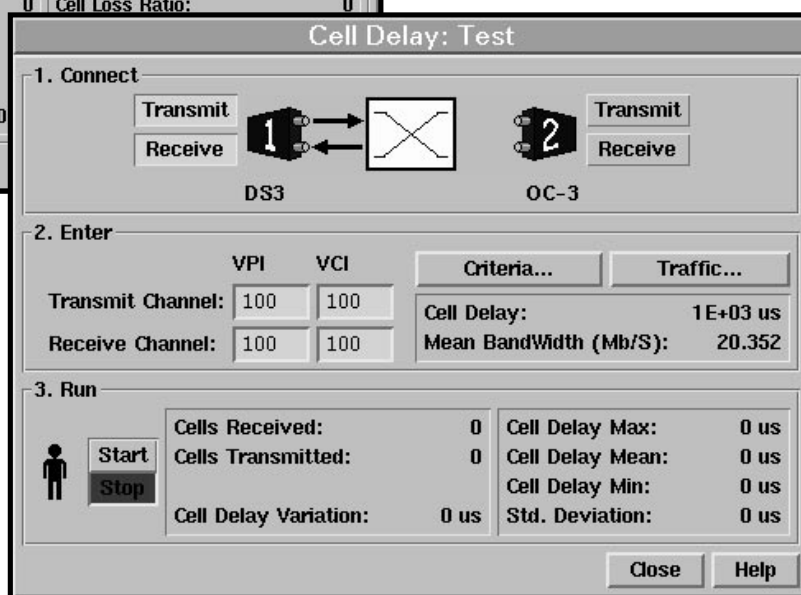 0 Cell Loss Ratio: 0
Cell Delay: Test
1. Connect
Transmit
Receive
1
DS3
2
Transmit
Receive
OC-3
2. Enter
VPI VCI
Transmit Channel: 100 100
Receive Channel: 100 100
Criteria... Traffic...
Cell Delay: 1E+03 us
Mean BandWidth (Mb/S): 20.352
3. Run
Start
Stop
Cells Received: 0
Cells Transmitted: 0
Cell Delay Variation: 0 us
Cell Delay Max: 0 us
Cell Delay Mean: 0 us
Cell Delay Min: 0 us
Std. Deviation: 0 us
Close Help